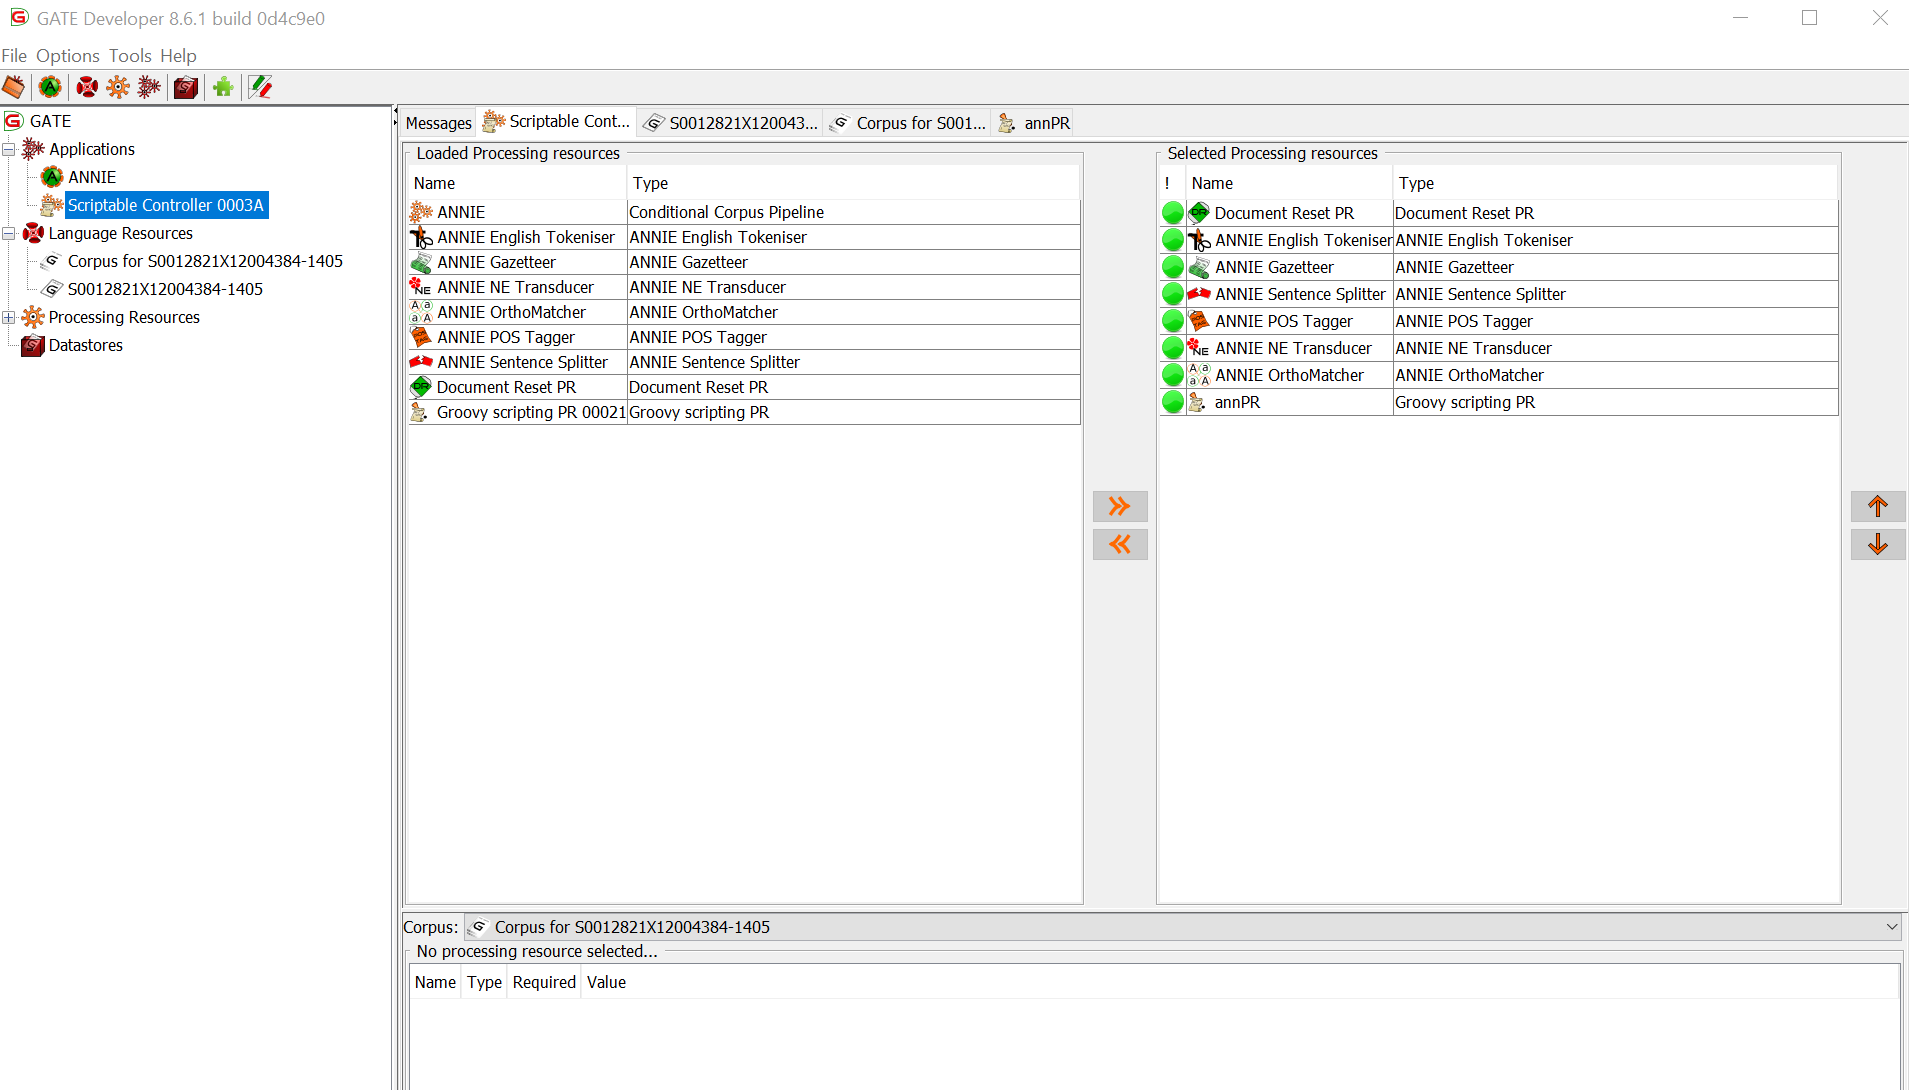 GATE Developer 8.6.1 build 0d4c9e0
File Options Tools Help
GATE
Applications
ANNIE
Scriptable Controller 0003A
Language Resources
Corpus for S0012821X12004384-1405
S0012821X12004384-1405
Processing Resources
Datastores
Messages Scriptable Cont... S0012821X120043... Corpus for S001... annPR
Loaded Processing resources
Name Type
ANNIE Conditional Corpus Pipeline
ANNIE English Tokeniser ANNIE English Tokeniser
ANNIE Gazetteer ANNIE Gazetteer
ANNIE NE Transducer ANNIE NE Transducer
ANNIE OrthoMatcher ANNIE OrthoMatcher
ANNIE POS Tagger ANNIE POS Tagger
ANNIE Sentence Splitter ANNIE Sentence Splitter
Document Reset PR Document Reset PR
Groovy scripting PR 00021 Groovy scripting PR
Selected Processing resources
! Name Type
Document Reset PR Document Reset PR
ANNIE English Tokeniser ANNIE English Tokeniser
ANNIE Gazetteer ANNIE Gazetteer
ANNIE Sentence Splitter ANNIE Sentence Splitter
ANNIE POS Tagger ANNIE POS Tagger
ANNIE NE Transducer ANNIE NE Transducer
ANNIE OrthoMatcher ANNIE OrthoMatcher
annPR Groovy scripting PR
Corpus: Corpus for S0012821X12004384-1405
No processing resource selected...
Name Type Required Value